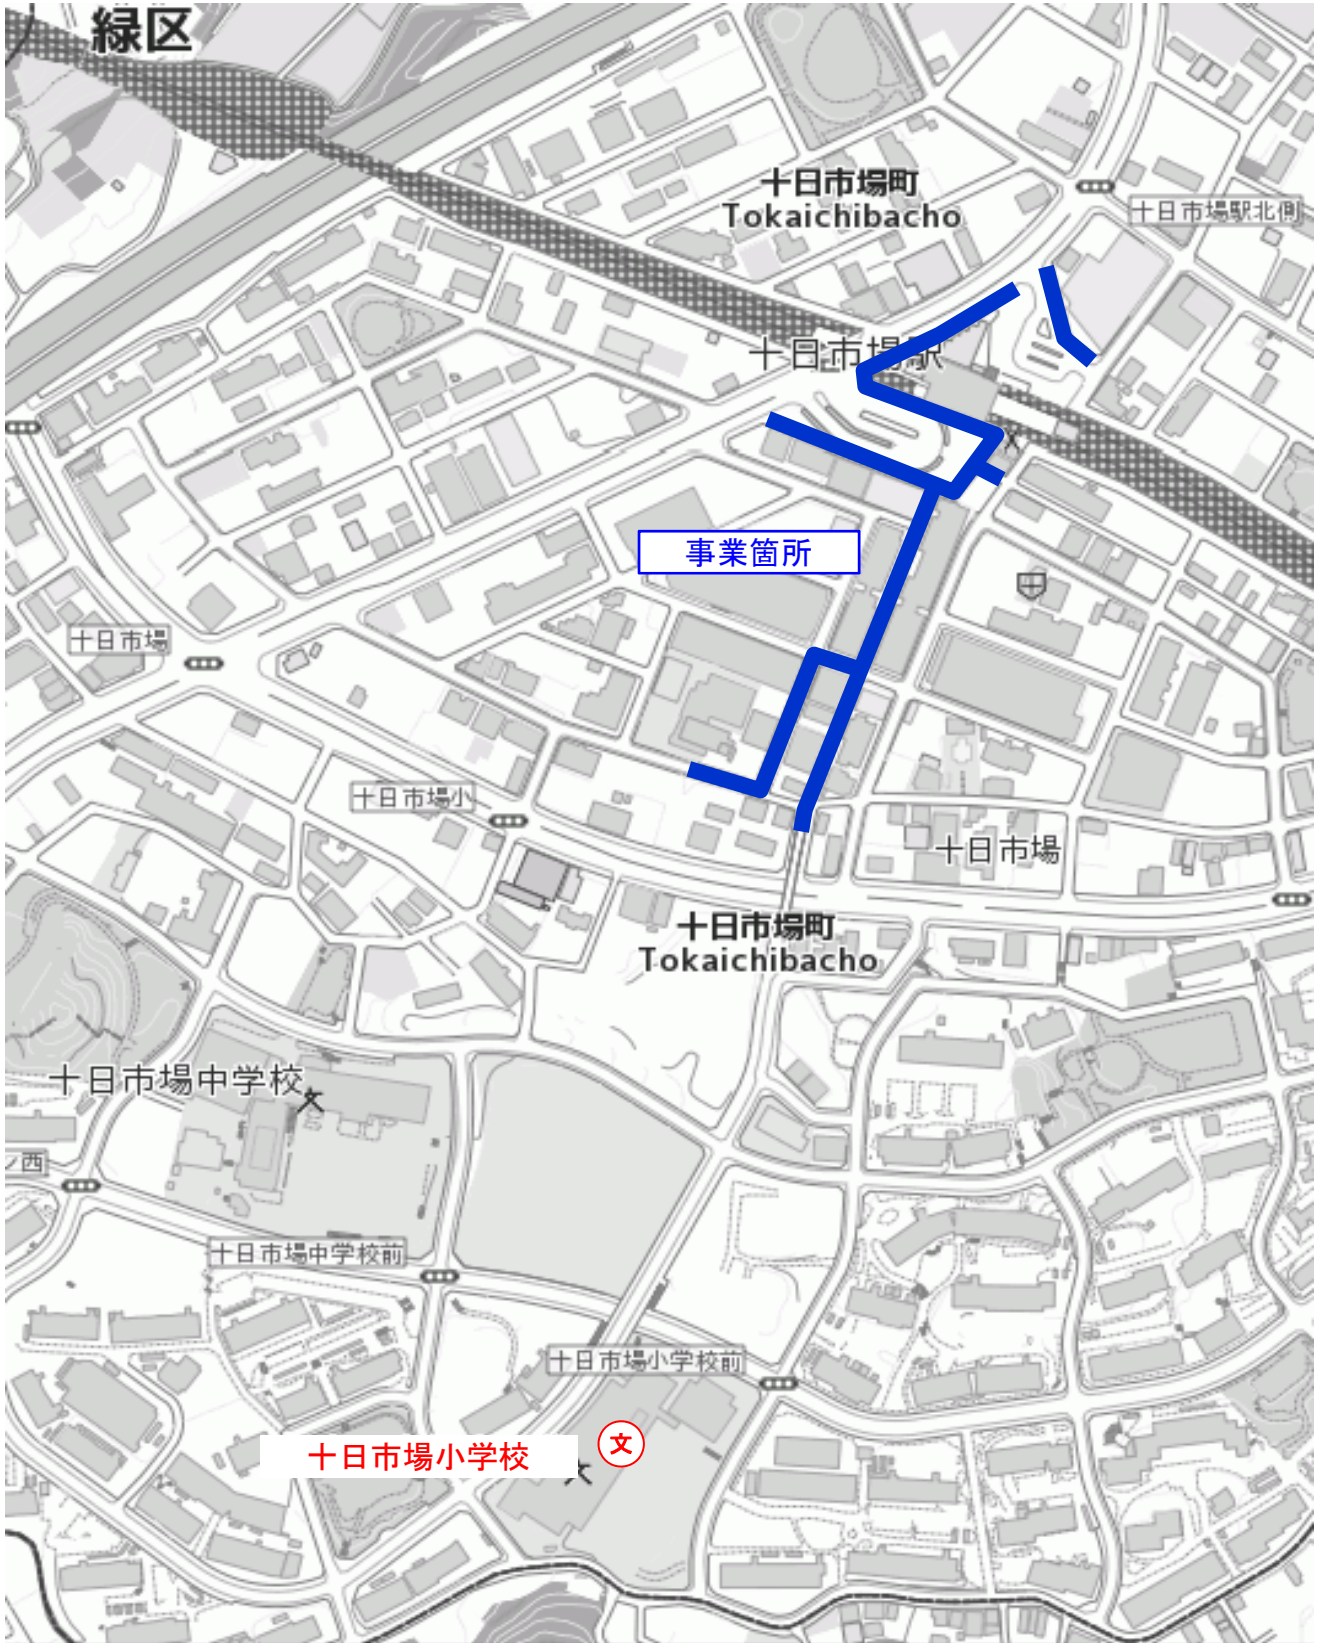 緑区
十日市場町
Tokaichibacho
十日市場駅北側
十日市場駅
事業箇所
十日市場
十日市場小
十日市場
十日市場町
Tokaichibacho
十日市場中学校
西
十日市場中学校前
十日市場小学校前
十日市場小学校
文